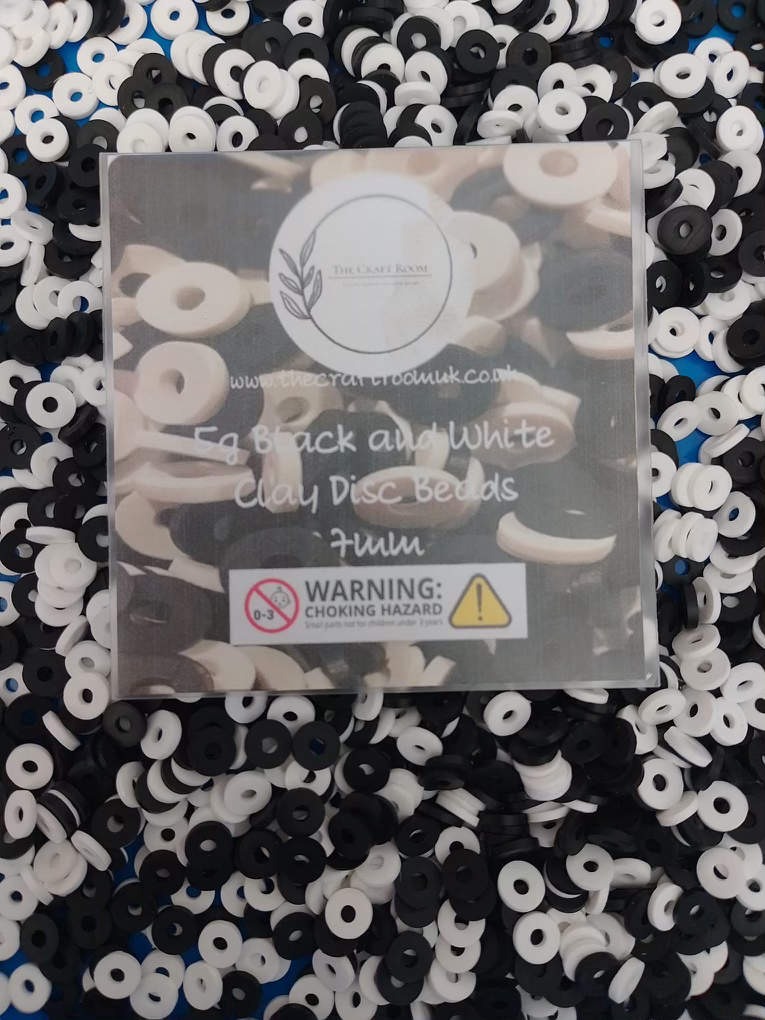 THE CRAFT ROOM
www.thecraftroomuk.co.uk
5g Black and White
Clay Disc Beads
7mm
0-3
WARNING:
CHOKING HAZARD
Small parts not for children under 3 years